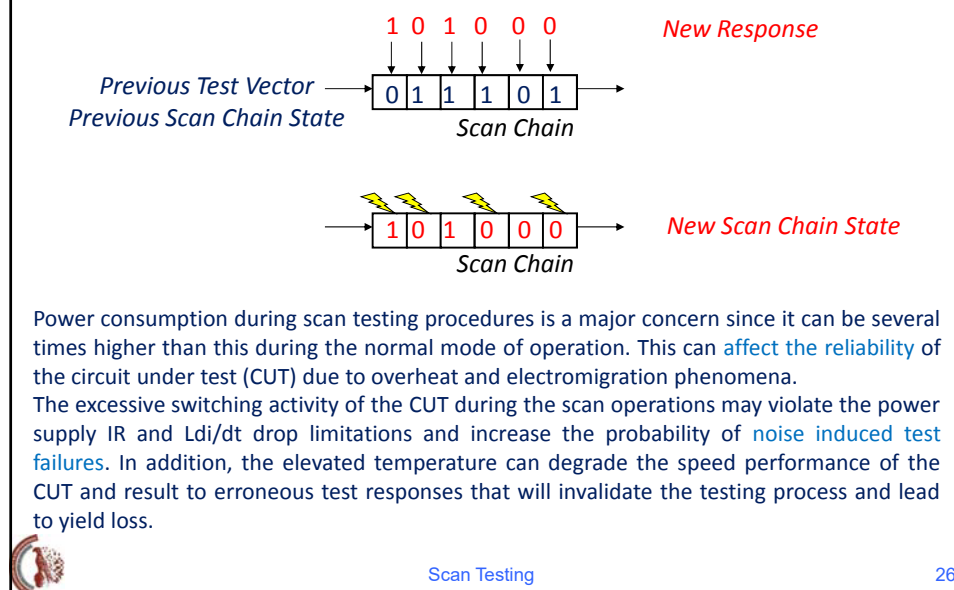 1 0 1 0 0 0 New Response
Previous Test Vector
0 1 1 1 0 1
Previous Scan Chain State
Scan Chain
1 0 1 0 0 0 New Scan Chain State
Scan Chain
Power consumption during scan testing procedures is a major concern since it can be several
times higher than this during the normal mode of operation. This can affect the reliability of
the circuit under test (CUT) due to overheat and electromigration phenomena.
The excessive switching activity of the CUT during the scan operations may violate the power
supply IR and Ldi/dt drop limitations and increase the probability of noise induced test
failures. In addition, the elevated temperature can degrade the speed performance of the
CUT and result to erroneous test responses that will invalidate the testing process and lead
to yield loss.
Scan Testing 26